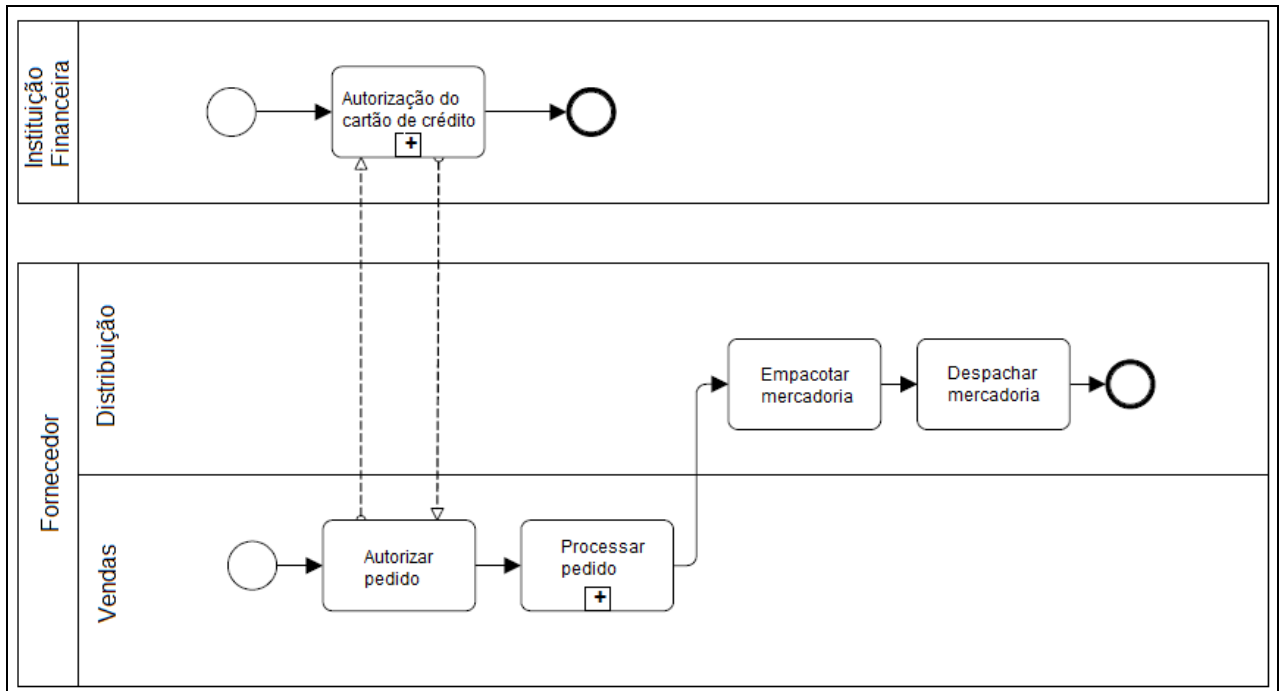 Instituição
Financeira
Autorização do
cartão de crédito
+
Fornecedor
Distribuição
Empacotar
mercadoria
Despachar
mercadoria
Vendas
Autorizar
pedido
Processar
pedido
+